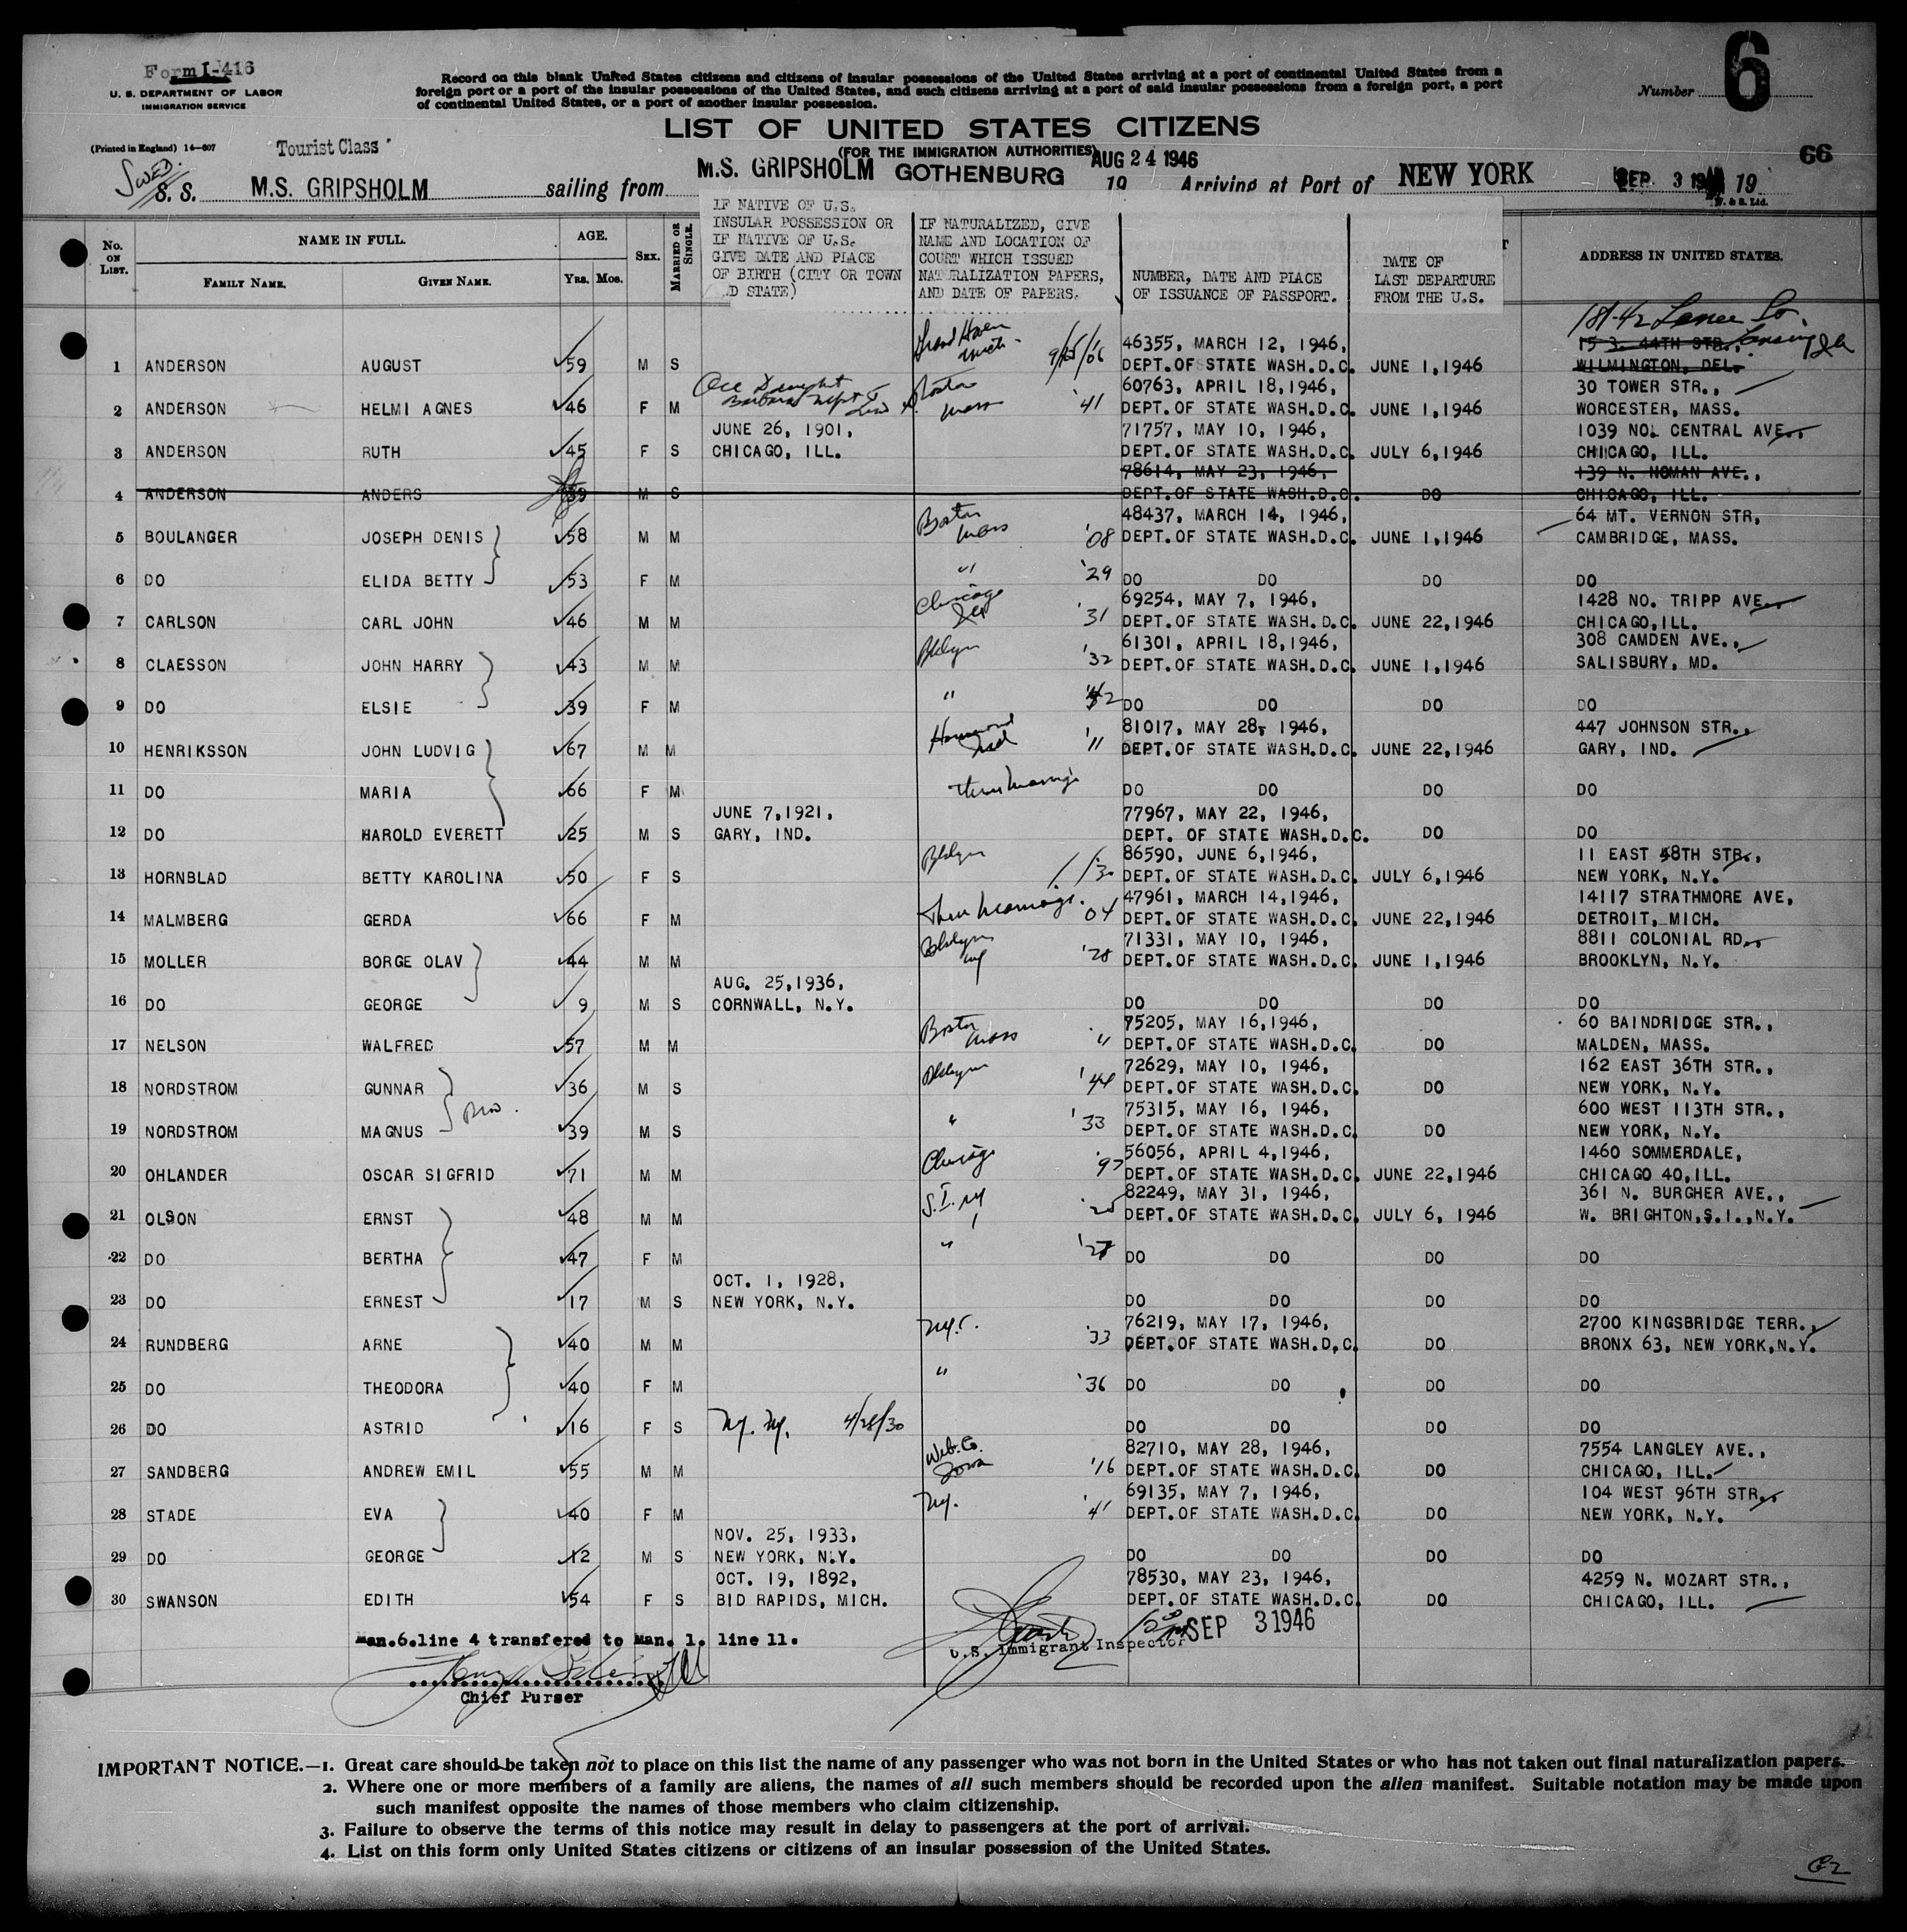 Form I-416
U. S. DEPARTMENT OF LABOR
IMMIGRATION SERVICE
(Printed in England) 14—607
Record on this blank United States citizens and citizens of insular possessions of the United States arriving at a port of continental United States from a
foreign port or a port of the insular possessions of the United States, and such citizens arriving at a port of said insular possessions from a foreign port, a port
of continental United States, or a port of another insular possession.
Number 6
LIST OF UNITED STATES CITIZENS
(FOR THE IMMIGRATION AUTHORITIES)
Tourist Class
66
Swed.
S. S. M.S. GRIPSHOLM sailing from M.S. GRIPSHOLM GOTHENBURG AUG 24 1946 19 Arriving at Port of NEW YORK SEP. 3 19 19
& S. Ltd.
No. ON LIST.
NAME IN FULL.
FAMILY NAME. GIVEN NAME.
AGE.
Yrs. Mos.
SEX.
MARRIED OR SINGLE.
IF NATIVE OF U.S.
INSULAR POSSESSION OR
IF NATIVE OF U.S.
GIVE DATE AND PLACE
OF BIRTH (CITY OR TOWN
D STATE)
IF NATURALIZED, GIVE
NAME AND LOCATION OF
COURT WHICH ISSUED
NATURALIZATION PAPERS,
AND DATE OF PAPERS.
NUMBER, DATE AND PLACE
OF ISSUANCE OF PASSPORT.
DATE OF
LAST DEPARTURE
FROM THE U.S.
ADDRESS IN UNITED STATES.
Grand Haven Mich 46355, MARCH 12, 1946, 15 3. 44TH STR.,
1 ANDERSON AUGUST 59 M S DEPT.OF STATE WASH.D.C. JUNE 1,1946 WILMINGTON, DEL.
Boston 60763, APRIL 18,1946, 30 TOWER STR.,
2 ANDERSON HELMI AGNES 46 F M Mass '41 DEPT.OF STATE WASH.D.C. JUNE 1,1946 WORCESTER, MASS.
JUNE 26, 1901, 71757, MAY 10, 1946, 1039 NO. CENTRAL AVE.,
3 ANDERSON RUTH 45 F S CHICAGO, ILL. DEPT.OF STATE WASH.D.C. JULY 6,1946 CHICAGO, ILL.
78614, MAY 23, 1946, 139 N. HOMAN AVE.,
4 ANDERSON ANDERS 39 M S DEPT.OF STATE WASH.D.C. DO CHICAGO, ILL.
Boston 48437, MARCH 14, 1946, 64 MT. VERNON STR,
5 BOULANGER JOSEPH DENIS 58 M M Mass '08 DEPT.OF STATE WASH.D.C. JUNE 1,1946 CAMBRIDGE, MASS.
6 DO ELIDA BETTY 53 F M " '29 DO DO DO DO
Chicago 69254, MAY 7, 1946, 1428 NO. TRIPP AVE.,
7 CARLSON CARL JOHN 46 M M Ill '31 DEPT.OF STATE WASH. D.C. JUNE 22,1946 CHICAGO,ILL.
Bklyn 61301, APRIL 18,1946, 308 CAMDEN AVE.,
8 CLAESSON JOHN HARRY 43 M M '32 DEPT.OF STATE WASH.D.C. JUNE 1,1946 SALISBURY, MD.
9 DO ELSIE 39 F M " DO DO DO DO
Hammond 81017, MAY 28, 1946, 447 JOHNSON STR.,
10 HENRIKSSON JOHN LUDVIG 67 M M Ind '11 DEPT.OF STATE WASH.D.C. JUNE 22,1946 GARY, IND.
11 DO MARIA 66 F M thru marriage DO DO DO DO
JUNE 7,1921, 77967, MAY 22, 1946,
12 DO HAROLD EVERETT 25 M S GARY, IND. DEPT. OF STATE WASH.D.C. DO DO
Bklyn 86590, JUNE 6,1946, 11 EAST 48TH STR.,
13 HORNBLAD BETTY KAROLINA 50 F S DEPT.OF STATE WASH.D.C. JULY 6,1946 NEW YORK, N.Y.
47961, MARCH 14,1946, 14117 STRATHMORE AVE,
14 MALMBERG GERDA 66 F M Thru Marriage. 04 DEPT.OF STATE WASH.D.C. JUNE 22,1946 DETROIT, MICH.
Bklyn 71331, MAY 10, 1946, 8811 COLONIAL RD.,
15 MOLLER BORGE OLAV 44 M M NY '28 DEPT.OF STATE WASH.D.C. JUNE 1,1946 BROOKLYN, N.Y.
AUG. 25,1936,
16 DO GEORGE 9 M S CORNWALL, N.Y. DO DO DO DO
Boston 75205, MAY 16,1946, 60 BAINDRIDGE STR.,
17 NELSON WALFRED 57 M M Mass DEPT.OF STATE WASH.D.C. DO MALDEN, MASS.
Bklyn 72629, MAY 10, 1946, 162 EAST 36TH STR.,
18 NORDSTROM GUNNAR 36 M S '44 DEPT.OF STATE WASH.D.C. DO NEW YORK, N.Y.
Bro. 75315, MAY 16, 1946, 600 WEST 113TH STR.,
19 NORDSTROM MAGNUS 39 M S " '33 DEPT.OF STATE WASH.D.C. DO NEW YORK, N.Y.
Chicago 56056, APRIL 4,1946, 1460 SOMMERDALE,
20 OHLANDER OSCAR SIGFRID 71 M M '97 DEPT.OF STATE WASH.D.C. JUNE 22,1946 CHICAGO 40,ILL.
S.I. NY 82249, MAY 31, 1946, 361 N. BURGHER AVE.,
21 OLSON ERNST 48 M M DEPT.OF STATE WASH.D.C. JULY 6, 1946 W. BRIGHTON,S.I.,N.Y.
22 DO BERTHA 47 F M " '27 DO DO DO DO
OCT. 1, 1928,
23 DO ERNEST 17 M S NEW YORK, N.Y. DO DO DO DO
N.Y.C. 76219, MAY 17, 1946, 2700 KINGSBRIDGE TERR.,
24 RUNDBERG ARNE 40 M M '33 DEPT.OF STATE WASH.D.C. DO BRONX 63, NEW YORK,N.Y.
25 DO THEODORA 40 F M " '36 DO DO DO DO
26 DO ASTRID 16 F S N.Y. N.Y. 4/28/30 DO DO DO DO
Web. Co. 82710, MAY 28, 1946, 7554 LANGLEY AVE.,
27 SANDBERG ANDREW EMIL 55 M M Iowa '16 DEPT.OF STATE WASH.D.C. DO CHICAGO, ILL.
N.Y. 69135, MAY 7, 1946, 104 WEST 96TH STR.,
28 STADE EVA 40 F M '41 DEPT.OF STATE WASH.D.C. DO NEW YORK, N.Y.
NOV. 25, 1933,
29 DO GEORGE 12 M S NEW YORK, N.Y. DO DO DO DO
OCT. 19, 1892, 78530, MAY 23, 1946, 4259 N. MOZART STR.,
30 SWANSON EDITH 54 F S BID RAPIDS, MICH. DEPT.OF STATE WASH.D.C. DO CHICAGO, ILL.
Man.6.line 4 transfered to Man. 1. line 11.
U.S. Immigrant Inspector SEP 3 1946
Chief Purser
IMPORTANT NOTICE.—1. Great care should be taken not to place on this list the name of any passenger who was not born in the United States or who has not taken out final naturalization papers.
2. Where one or more members of a family are aliens, the names of all such members should be recorded upon the alien manifest. Suitable notation may be made upon
such manifest opposite the names of those members who claim citizenship.
3. Failure to observe the terms of this notice may result in delay to passengers at the port of arrival.
4. List on this form only United States citizens or citizens of an insular possession of the United States.